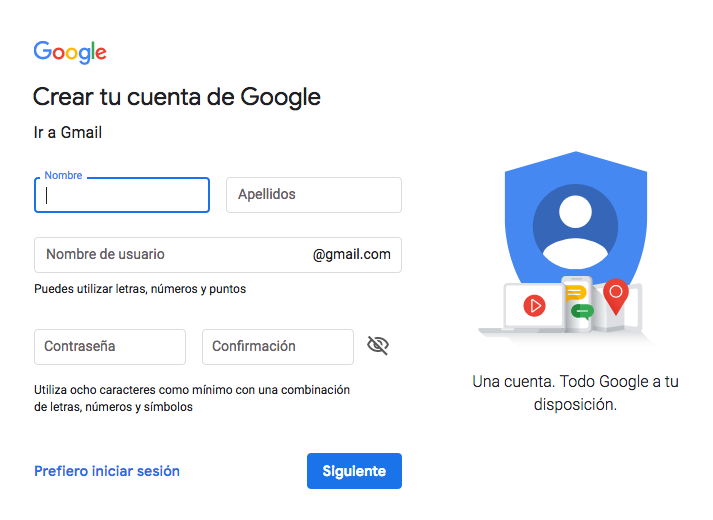 Google
Crear tu cuenta de Google
Ir a Gmail
Nombre
Apellidos
Nombre de usuario @gmail.com
Puedes utilizar letras, números y puntos
Contraseña
Confirmación
Utiliza ocho caracteres como mínimo con una combinación
de letras, números y símbolos
Prefiero iniciar sesión
Siguiente
Una cuenta. Todo Google a tu
disposición.